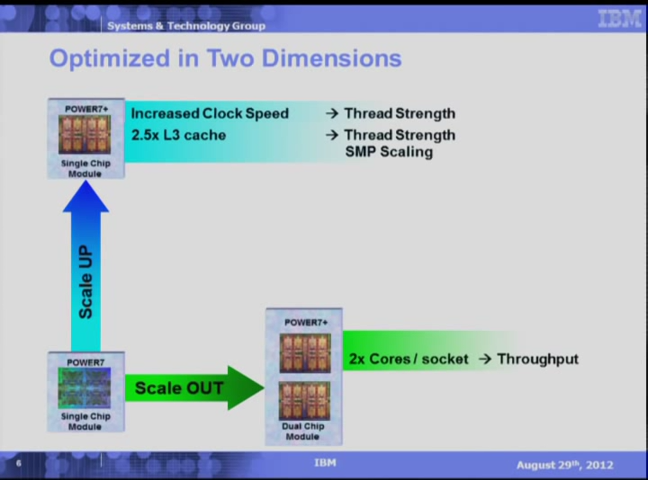 Systems & Technology Group
IBM
Optimized in Two Dimensions
POWER7+
Single Chip
Module
Increased Clock Speed → Thread Strength
2.5x L3 cache → Thread Strength
SMP Scaling
Scale UP
POWER7
Single Chip
Module
Scale OUT
POWER7+
Dual Chip
Module
2x Cores / socket → Throughput
6
IBM
August 29th, 2012